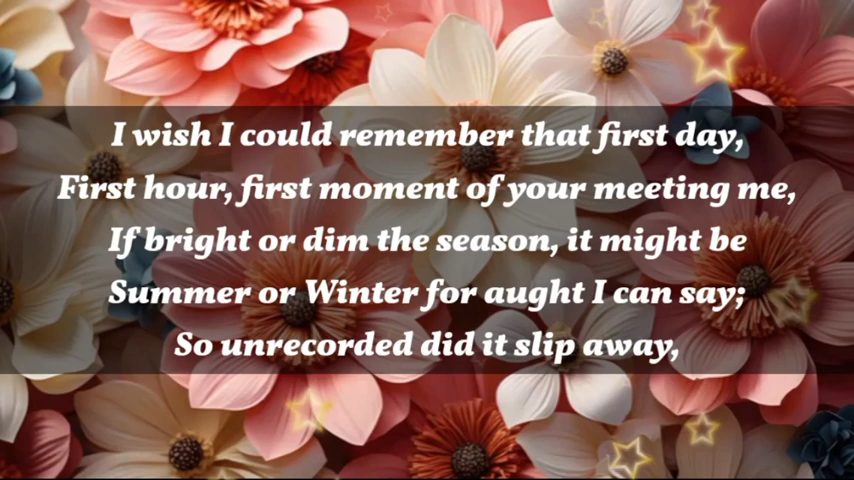 I wish I could remember that first day,
First hour, first moment of your meeting me,
If bright or dim the season, it might be
Summer or Winter for aught I can say;
So unrecorded did it slip away,